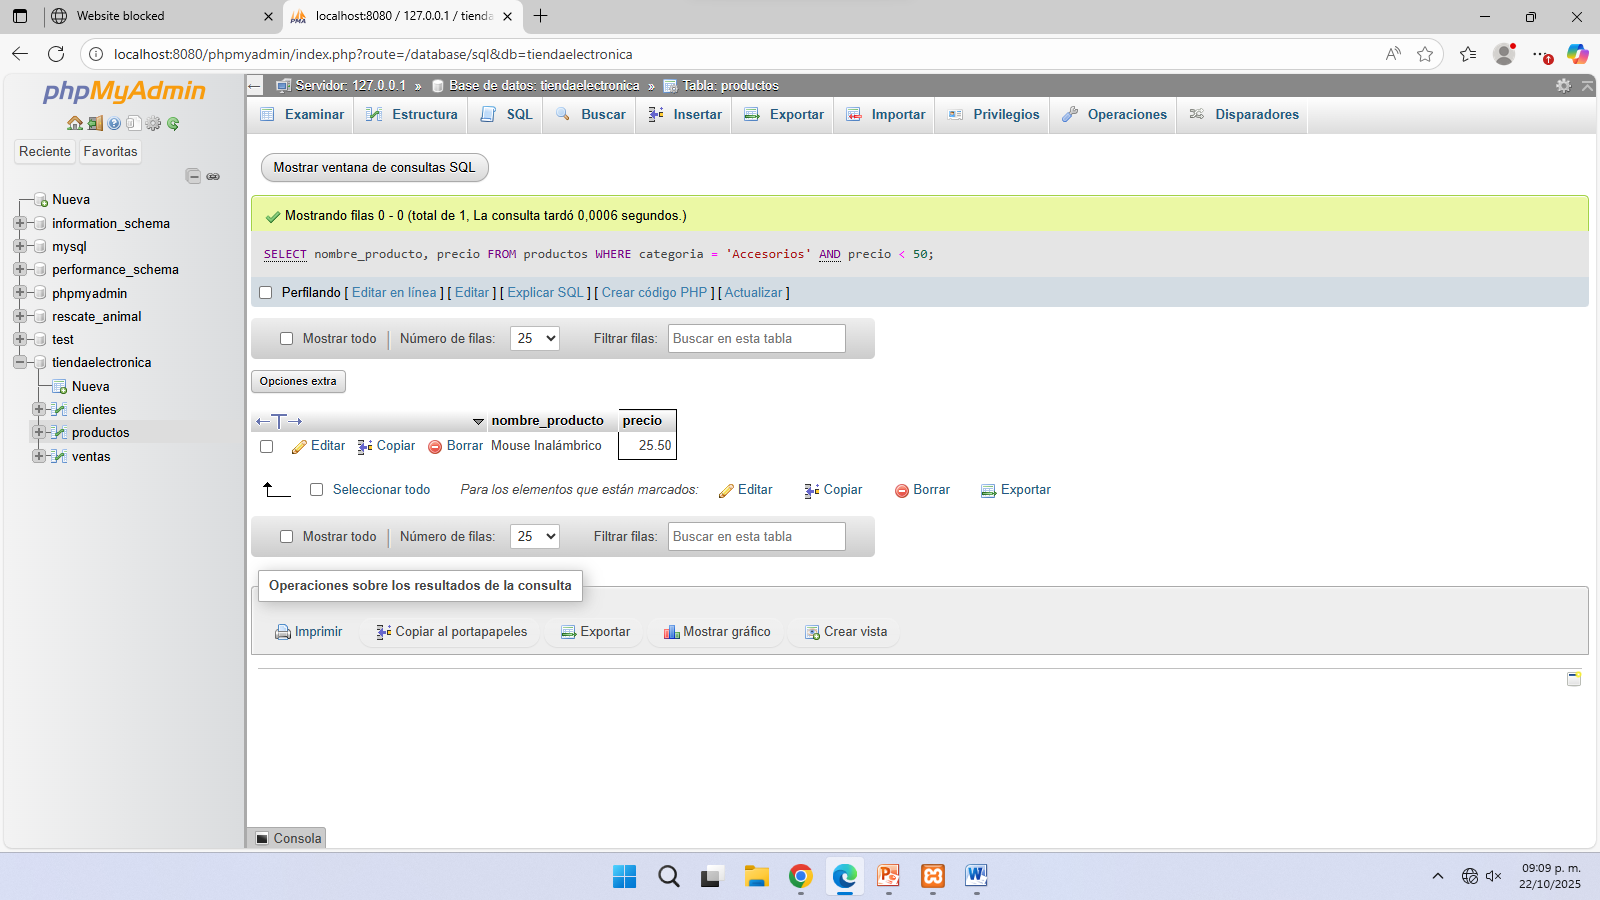 Website blocked
localhost:8080 / 127.0.0.1 / tienda
localhost:8080/phpmyadmin/index.php?route=/database/sql&db=tiendaelectronica
phpMyAdmin
Reciente Favoritas
Nueva
information_schema
mysql
performance_schema
phpmyadmin
rescate_animal
test
tiendaelectronica
Nueva
clientes
productos
ventas
Servidor: 127.0.0.1 » Base de datos: tiendaelectronica » Tabla: productos
Examinar Estructura SQL Buscar Insertar Exportar Importar Privilegios Operaciones Disparadores
Mostrar ventana de consultas SQL
Mostrando filas 0 - 0 (total de 1, La consulta tardó 0,0006 segundos.)
SELECT nombre_producto, precio FROM productos WHERE categoria = 'Accesorios' AND precio < 50;
Perfilando [ Editar en línea ] [ Editar ] [ Explicar SQL ] [ Crear código PHP ] [ Actualizar ]
Mostrar todo Número de filas: 25 Filtrar filas: Buscar en esta tabla
Opciones extra
nombre_producto precio
Editar Copiar Borrar Mouse Inalámbrico 25.50
Seleccionar todo Para los elementos que están marcados: Editar Copiar Borrar Exportar
Mostrar todo Número de filas: 25 Filtrar filas: Buscar en esta tabla
Operaciones sobre los resultados de la consulta
Imprimir Copiar al portapapeles Exportar Mostrar gráfico Crear vista
Consola
09:09 p. m.
22/10/2025